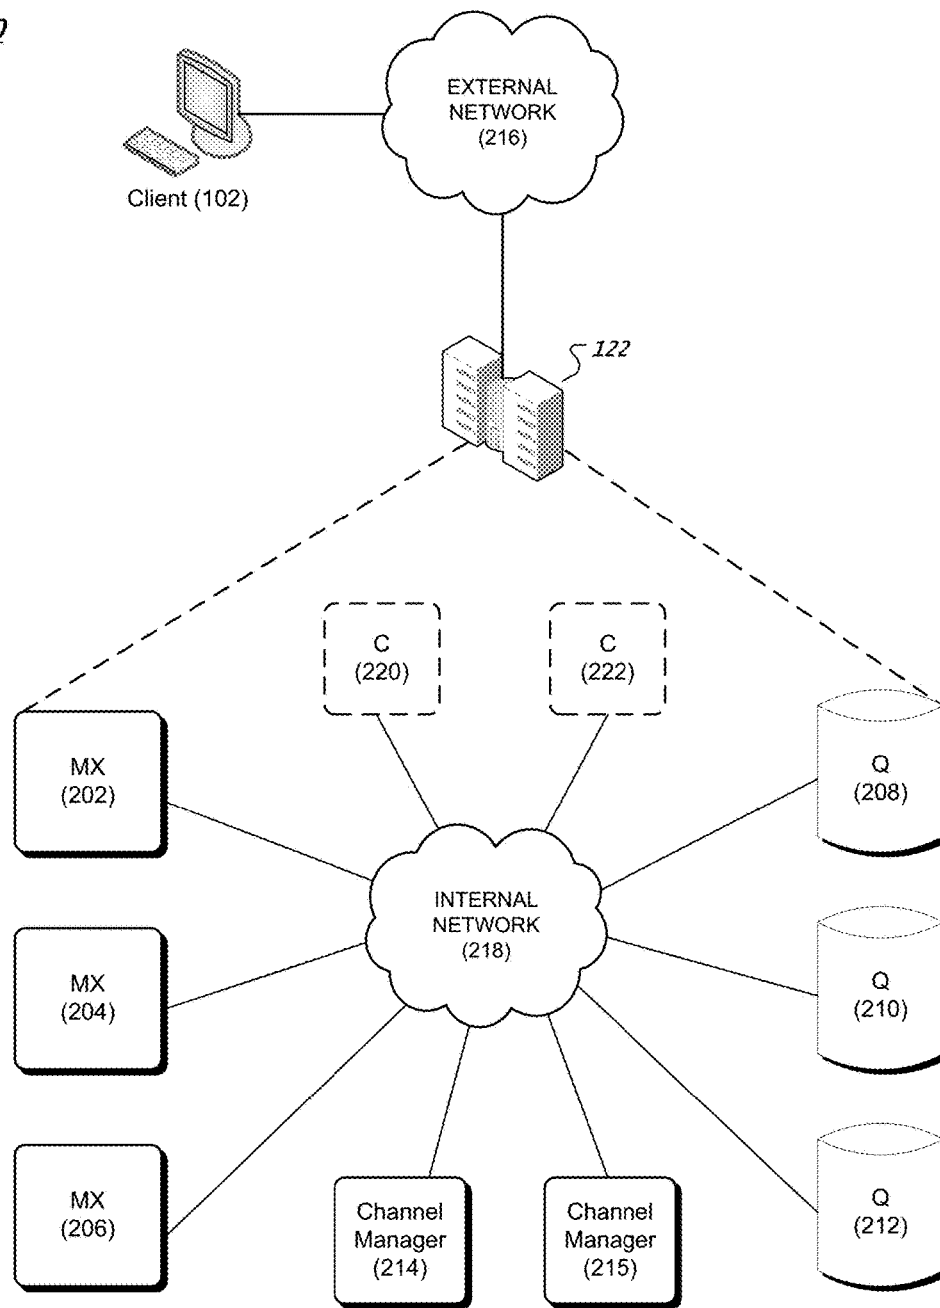 EXTERNAL
NETWORK
(216)
Client (102)
122
C
(220)
C
(222)
MX
(202)
Q
(208)
INTERNAL
NETWORK
(218)
MX
(204)
Q
(210)
MX
(206)
Channel
Manager
(214)
Channel
Manager
(215)
Q
(212)